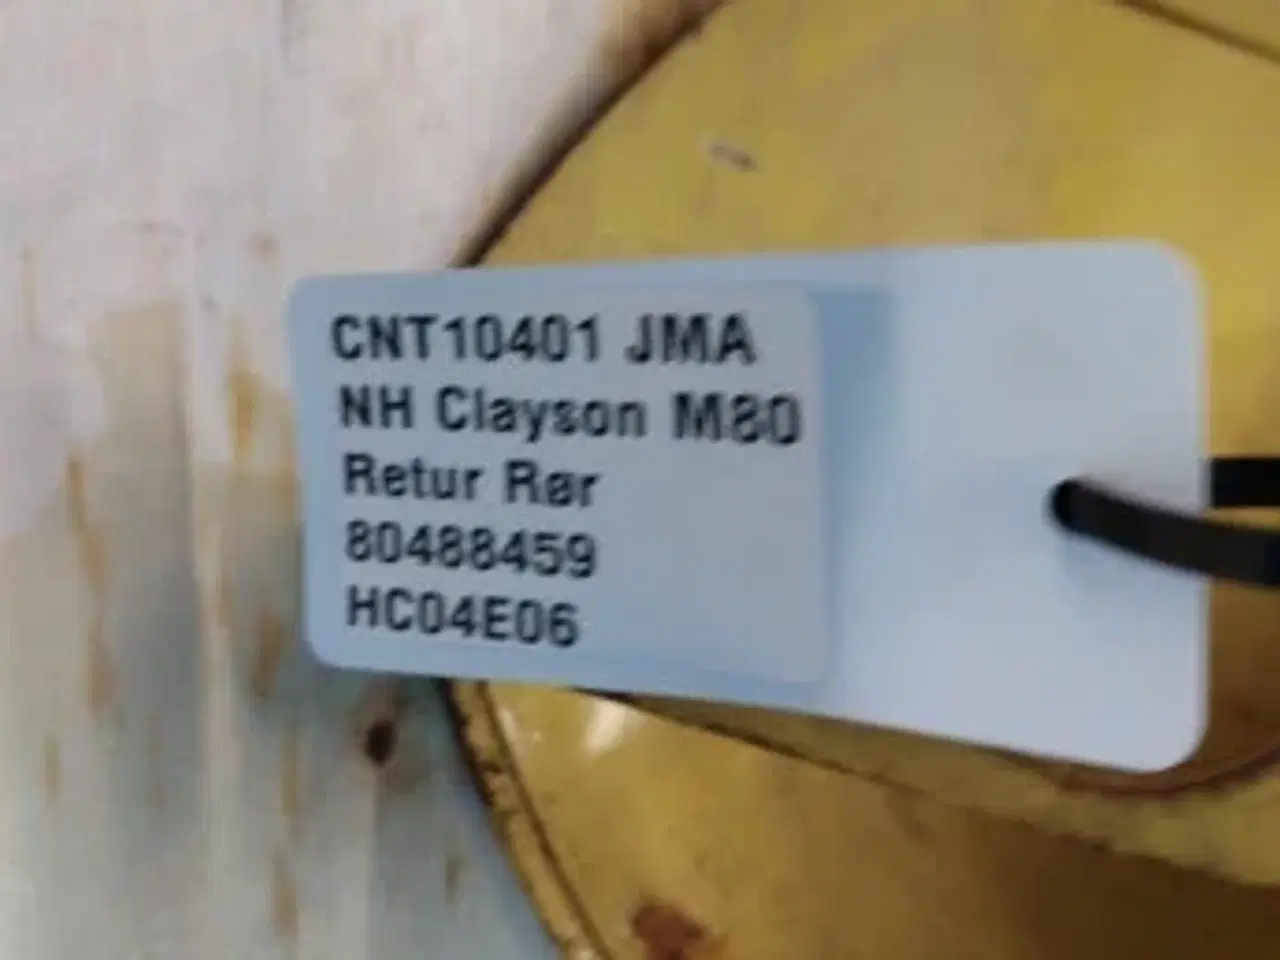 CNT10401 JMA
NH Clayson M80
Retur Rør
80488459
HC04E06